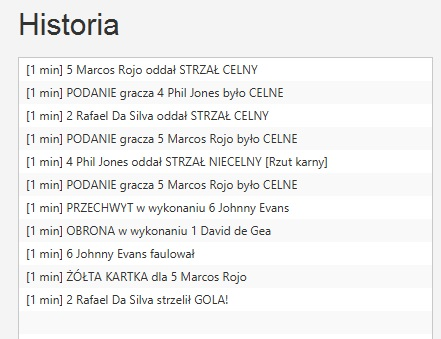 Historia
[1 min] 5 Marcos Rojo oddał STRZAŁ CELNY
[1 min] PODANIE gracza 4 Phil Jones było CELNE
[1 min] 2 Rafael Da Silva oddał STRZAŁ CELNY
[1 min] PODANIE gracza 5 Marcos Rojo było CELNE
[1 min] 4 Phil Jones oddał STRZAŁ NIECELNY [Rzut karny]
[1 min] PODANIE gracza 5 Marcos Rojo było CELNE
[1 min] PRZECHWYT w wykonaniu 6 Johnny Evans
[1 min] OBRONA w wykonaniu 1 David de Gea
[1 min] 6 Johnny Evans faulował
[1 min] ŻÓŁTA KARTKA dla 5 Marcos Rojo
[1 min] 2 Rafael Da Silva strzelił GOLA!